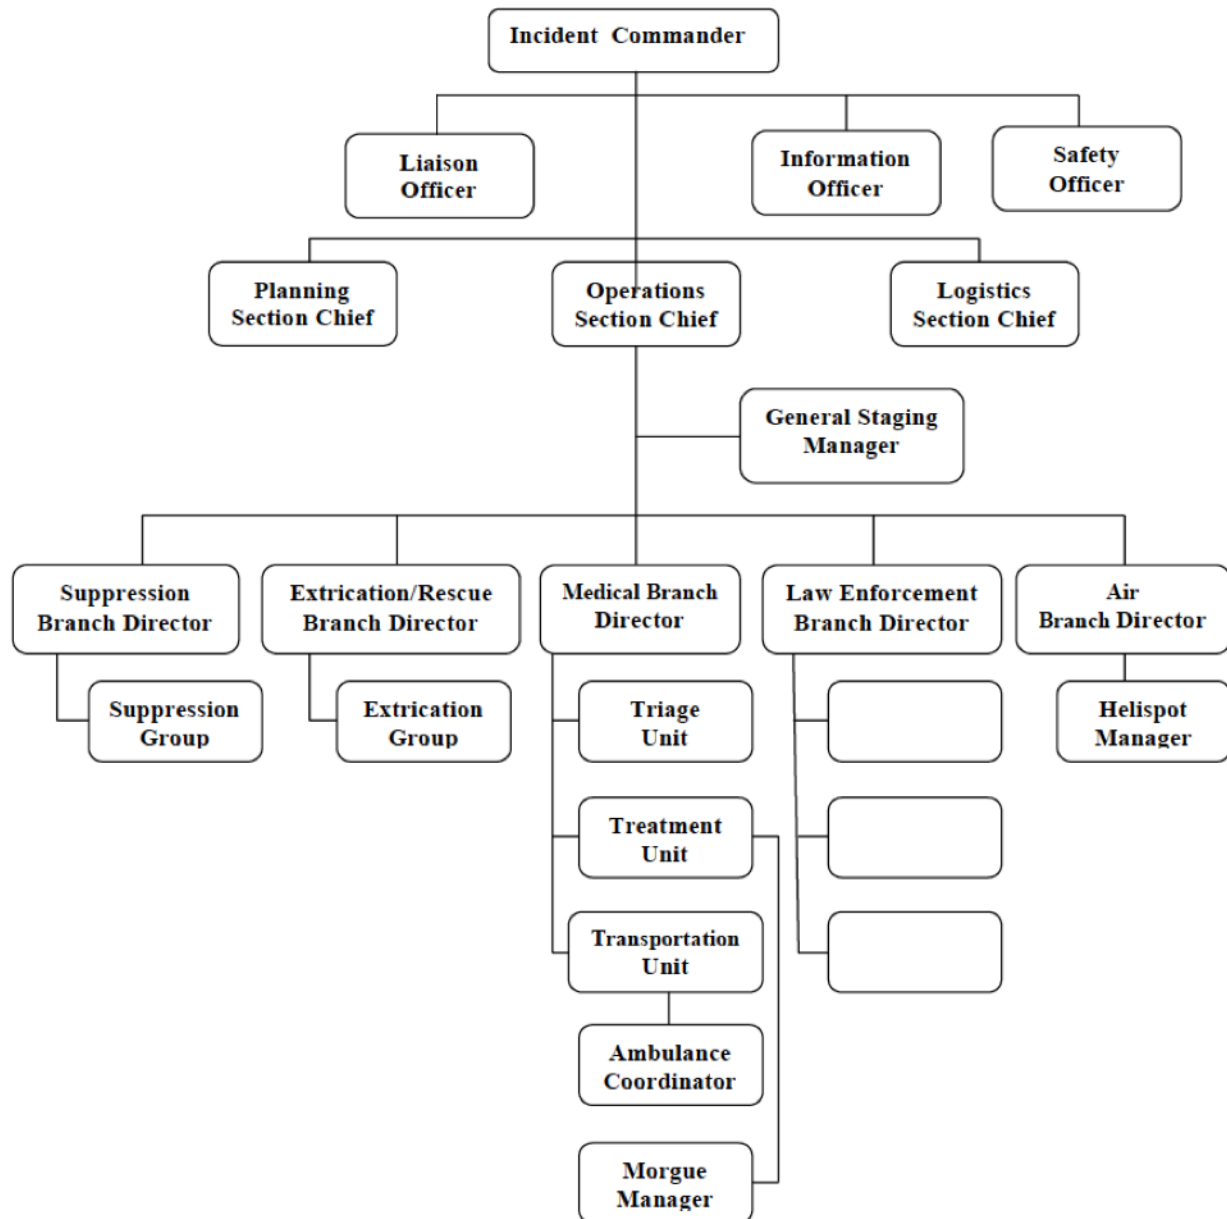 Incident Commander
Liaison
Officer
Information
Officer
Safety
Officer
Planning
Section Chief
Operations
Section Chief
Logistics
Section Chief
General Staging
Manager
Suppression
Branch Director
Extrication/Rescue
Branch Director
Medical Branch
Director
Law Enforcement
Branch Director
Air
Branch Director
Suppression
Group
Extrication
Group
Triage
Unit
Helispot
Manager
Treatment
Unit
Transportation
Unit
Ambulance
Coordinator
Morgue
Manager